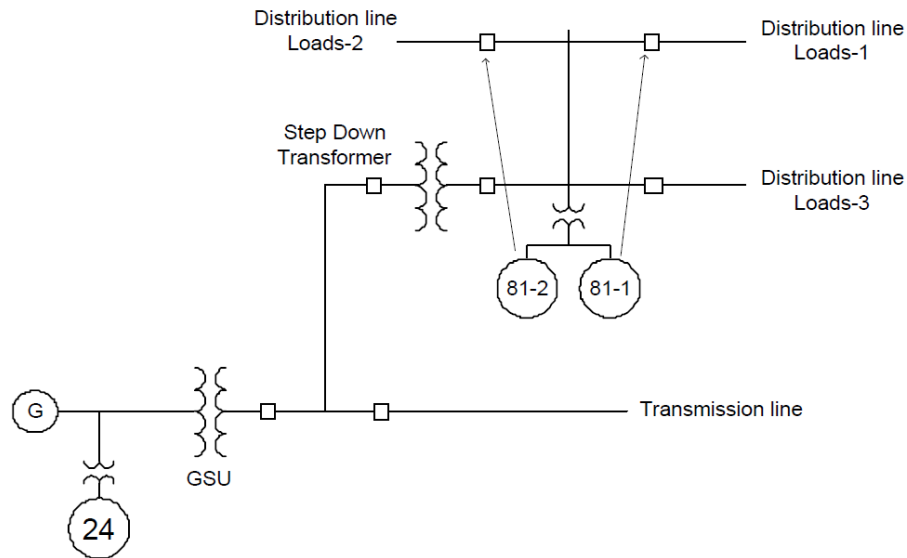 Distribution line
Loads-2
Distribution line
Loads-1
Step Down
Transformer
Distribution line
Loads-3
81-2
81-1
G
Transmission line
GSU
24